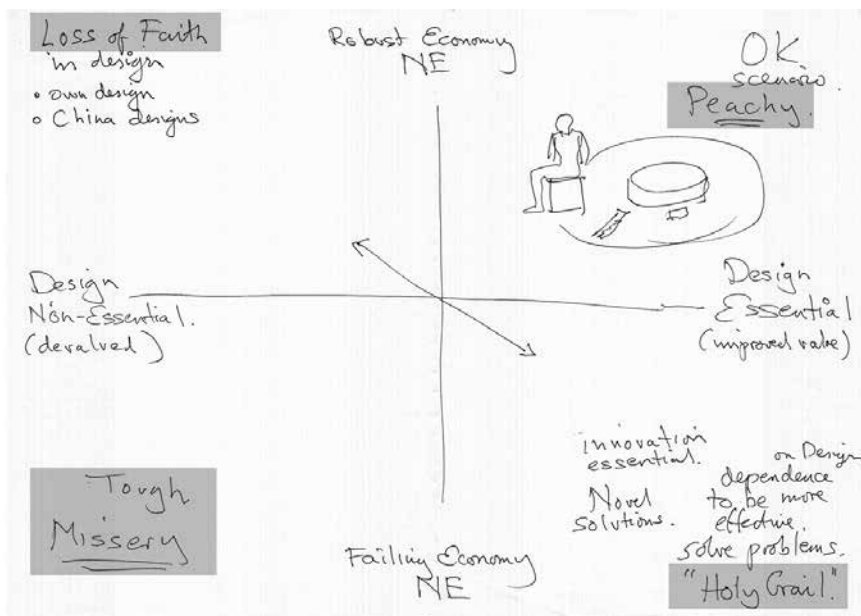 Loss of Faith
in design
• own design
• China designs
Robust Economy
NE
OK
scenario.
Peachy.
Design
Non-Essential.
(devalved)
Design
Essential
(improved valve)
Tough
Missery
Failing Economy
NE
innovation
essential.
Novel
solutions.
on Design
dependence
to be more
effective.
solve problems.
"Holy Grail."